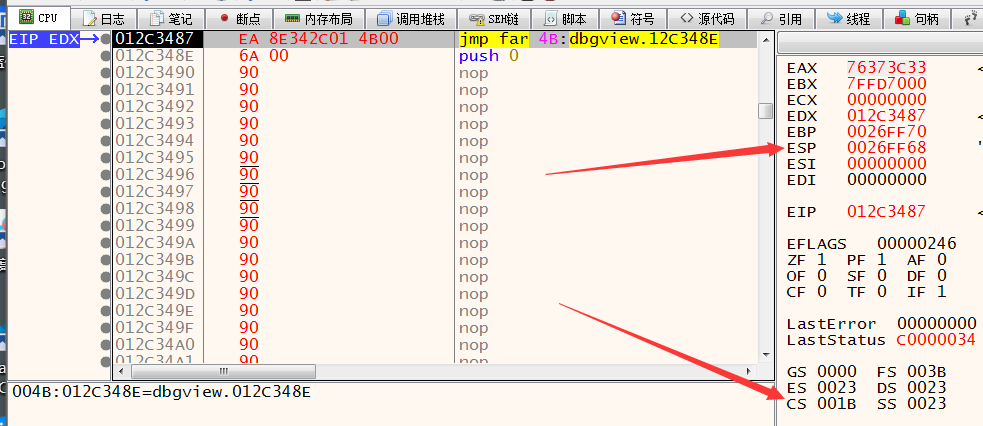 CPU 日志 笔记 断点 内存布局 调用堆栈 SEH链 脚本 符号 源代码 引用 线程 句柄
EIP EDX
012C3487 EA 8E342C01 4B00 jmp far 4B:dbgview.12C348E
012C348E 6A 00 push 0
012C3490 90 nop
012C3491 90 nop
012C3492 90 nop
012C3493 90 nop
012C3494 90 nop
012C3495 90 nop
012C3496 90 nop
012C3497 90 nop
012C3498 90 nop
012C3499 90 nop
012C349A 90 nop
012C349B 90 nop
012C349C 90 nop
012C349D 90 nop
012C349E 90 nop
012C349F 90 nop
012C34A0 90 nop
012C34A1 90 nop
004B:012C348E=dbgview.012C348E
EAX 76373C33
EBX 7FFD7000
ECX 00000000
EDX 012C3487
EBP 0026FF70
ESP 0026FF68
ESI 00000000
EDI 00000000
EIP 012C3487
EFLAGS 00000246
ZF 1 PF 1 AF 0
OF 0 SF 0 DF 0
CF 0 TF 0 IF 1
LastError 00000000
LastStatus C0000034
GS 0000 FS 003B
ES 0023 DS 0023
CS 001B SS 0023